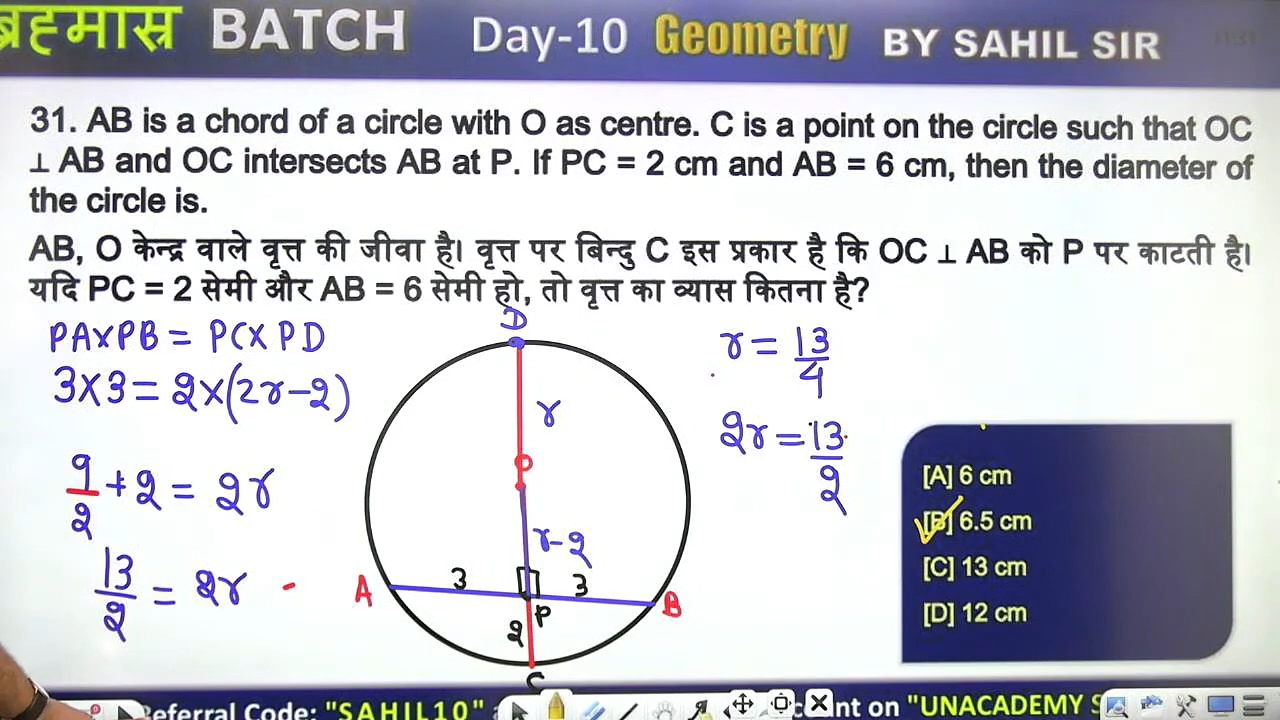 ब्रह्मास्त्र BATCH Day-10 Geometry BY SAHIL SIR
31. AB is a chord of a circle with O as centre. C is a point on the circle such that OC
⊥ AB and OC intersects AB at P. If PC = 2 cm and AB = 6 cm, then the diameter of
the circle is.
AB, O केन्द्र वाले वृत्त की जीवा है। वृत्त पर बिन्दु C इस प्रकार है कि OC ⊥ AB को P पर काटती है।
यदि PC = 2 सेमी और AB = 6 सेमी हो, तो वृत्त का व्यास कितना है?
PA×PB = PC×PD
3×3 = 2×(2r-2)
9/2 + 2 = 2r
13/2 = 2r
D
r
O
r-2
A
3
3
B
P
2
C
r = 13/4
2r = 13/2
[A] 6 cm
[B] 6.5 cm
[C] 13 cm
[D] 12 cm
eferral Code: "SAHIL10"
nt on "UNACADEMY S